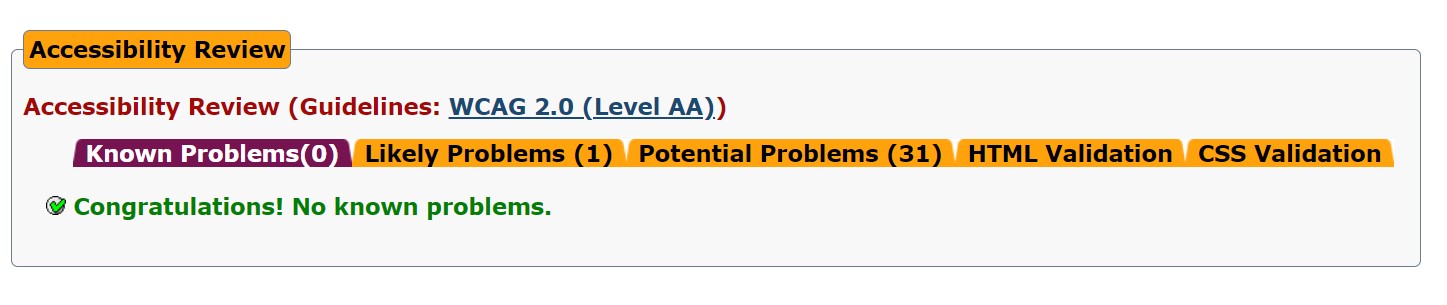 Accessibility Review
Accessibility Review (Guidelines: WCAG 2.0 (Level AA))
Known Problems(0) Likely Problems (1) Potential Problems (31) HTML Validation CSS Validation
Congratulations! No known problems.